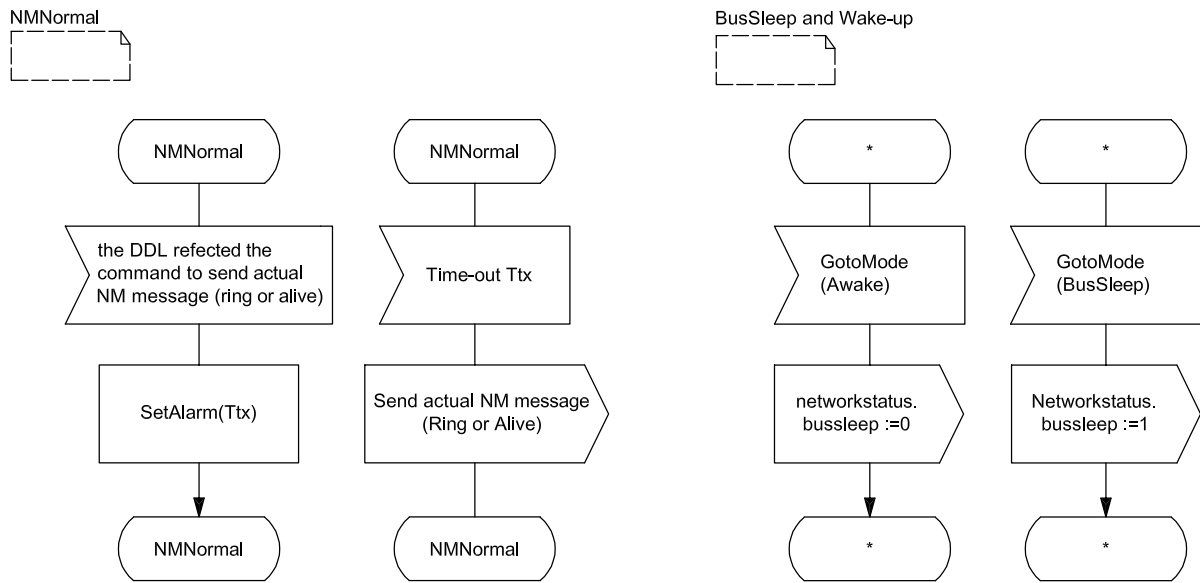 NMNormal
NMNormal
the DDL refected the
command to send actual
NM message (ring or alive)
SetAlarm(Ttx)
NMNormal
NMNormal
Time-out Ttx
Send actual NM message
(Ring or Alive)
NMNormal
BusSleep and Wake-up
*
GotoMode
(Awake)
networkstatus.
bussleep :=0
*
*
GotoMode
(BusSleep)
Networkstatus.
bussleep :=1
*